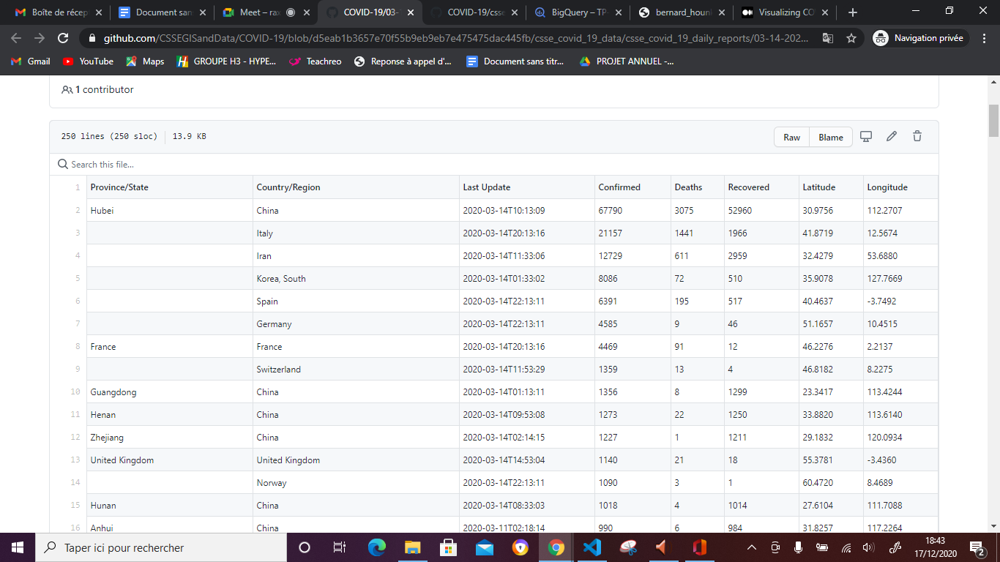 Boîte de récep
Document san
Meet – rax
COVID-19/03-
COVID-19/csse
BigQuery – TP-
bernard_houn
Visualizing CO
github.com/CSSEGISandData/COVID-19/blob/d5eab1b3657e70f55b9eb9eb7e475475dac445fb/csse_covid_19_data/csse_covid_19_daily_reports/03-14-202...
Navigation privée
Gmail
YouTube
Maps
GROUPE H3 - HYPE...
Teachreo
Reponse à appel d'...
Document sans titr...
PROJET ANNUEL -...
1 contributor
250 lines (250 sloc) 13.9 KB
Raw Blame
Search this file...
1 Province/State Country/Region Last Update Confirmed Deaths Recovered Latitude Longitude
2 Hubei China 2020-03-14T10:13:09 67790 3075 52960 30.9756 112.2707
3 Italy 2020-03-14T20:13:16 21157 1441 1966 41.8719 12.5674
4 Iran 2020-03-14T11:33:06 12729 611 2959 32.4279 53.6880
5 Korea, South 2020-03-14T01:33:02 8086 72 510 35.9078 127.7669
6 Spain 2020-03-14T22:13:11 6391 195 517 40.4637 -3.7492
7 Germany 2020-03-14T22:13:11 4585 9 46 51.1657 10.4515
8 France France 2020-03-14T20:13:16 4469 91 12 46.2276 2.2137
9 Switzerland 2020-03-14T11:53:29 1359 13 4 46.8182 8.2275
10 Guangdong China 2020-03-14T01:13:11 1356 8 1299 23.3417 113.4244
11 Henan China 2020-03-14T09:53:08 1273 22 1250 33.8820 113.6140
12 Zhejiang China 2020-03-14T02:14:15 1227 1 1211 29.1832 120.0934
13 United Kingdom United Kingdom 2020-03-14T14:53:04 1140 21 18 55.3781 -3.4360
14 Norway 2020-03-14T22:13:11 1090 3 1 60.4720 8.4689
15 Hunan China 2020-03-14T08:33:03 1018 4 1014 27.6104 111.7088
16 Anhui China 2020-03-11T02:18:14 990 6 984 31.8257 117.2264
Taper ici pour rechercher
18:43
17/12/2020
2